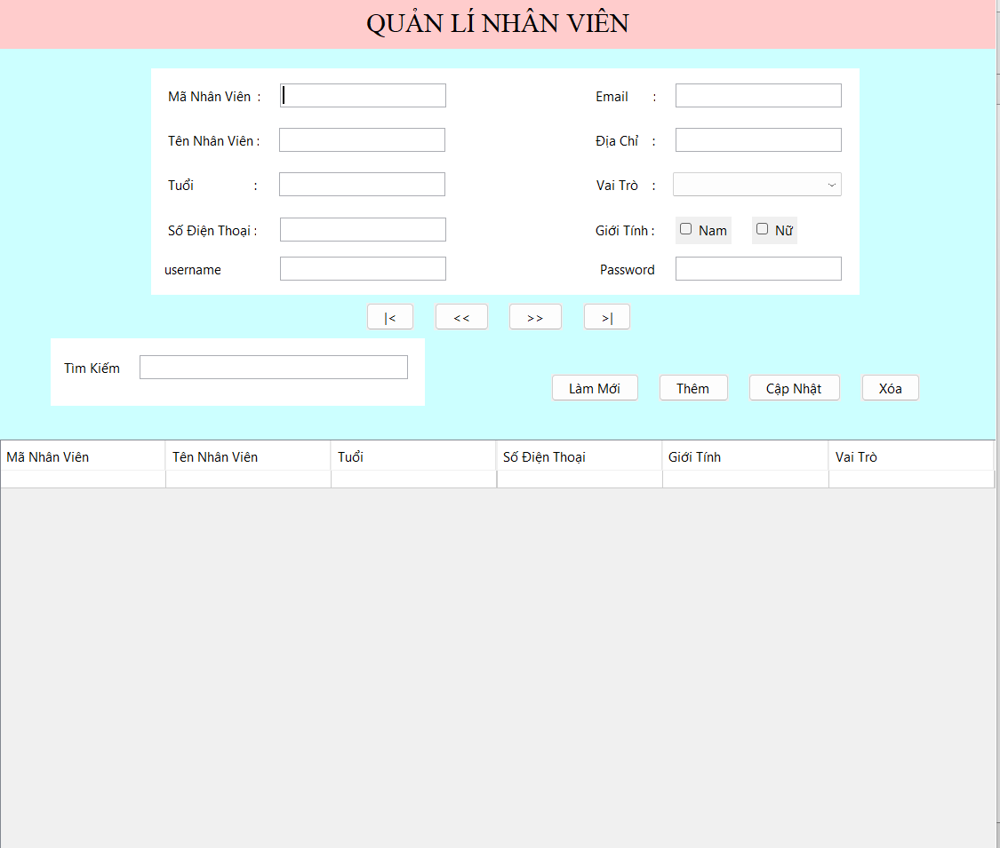 QUẢN LÍ NHÂN VIÊN
Mã Nhân Viên :
Email :
Tên Nhân Viên :
Địa Chỉ :
Tuổi :
Vai Trò :
Số Điện Thoại :
Giới Tính : Nam Nữ
username
Password
|< << >> >|
Tìm Kiếm
Làm Mới Thêm Cập Nhật Xóa
Mã Nhân Viên Tên Nhân Viên Tuổi Số Điện Thoại Giới Tính Vai Trò